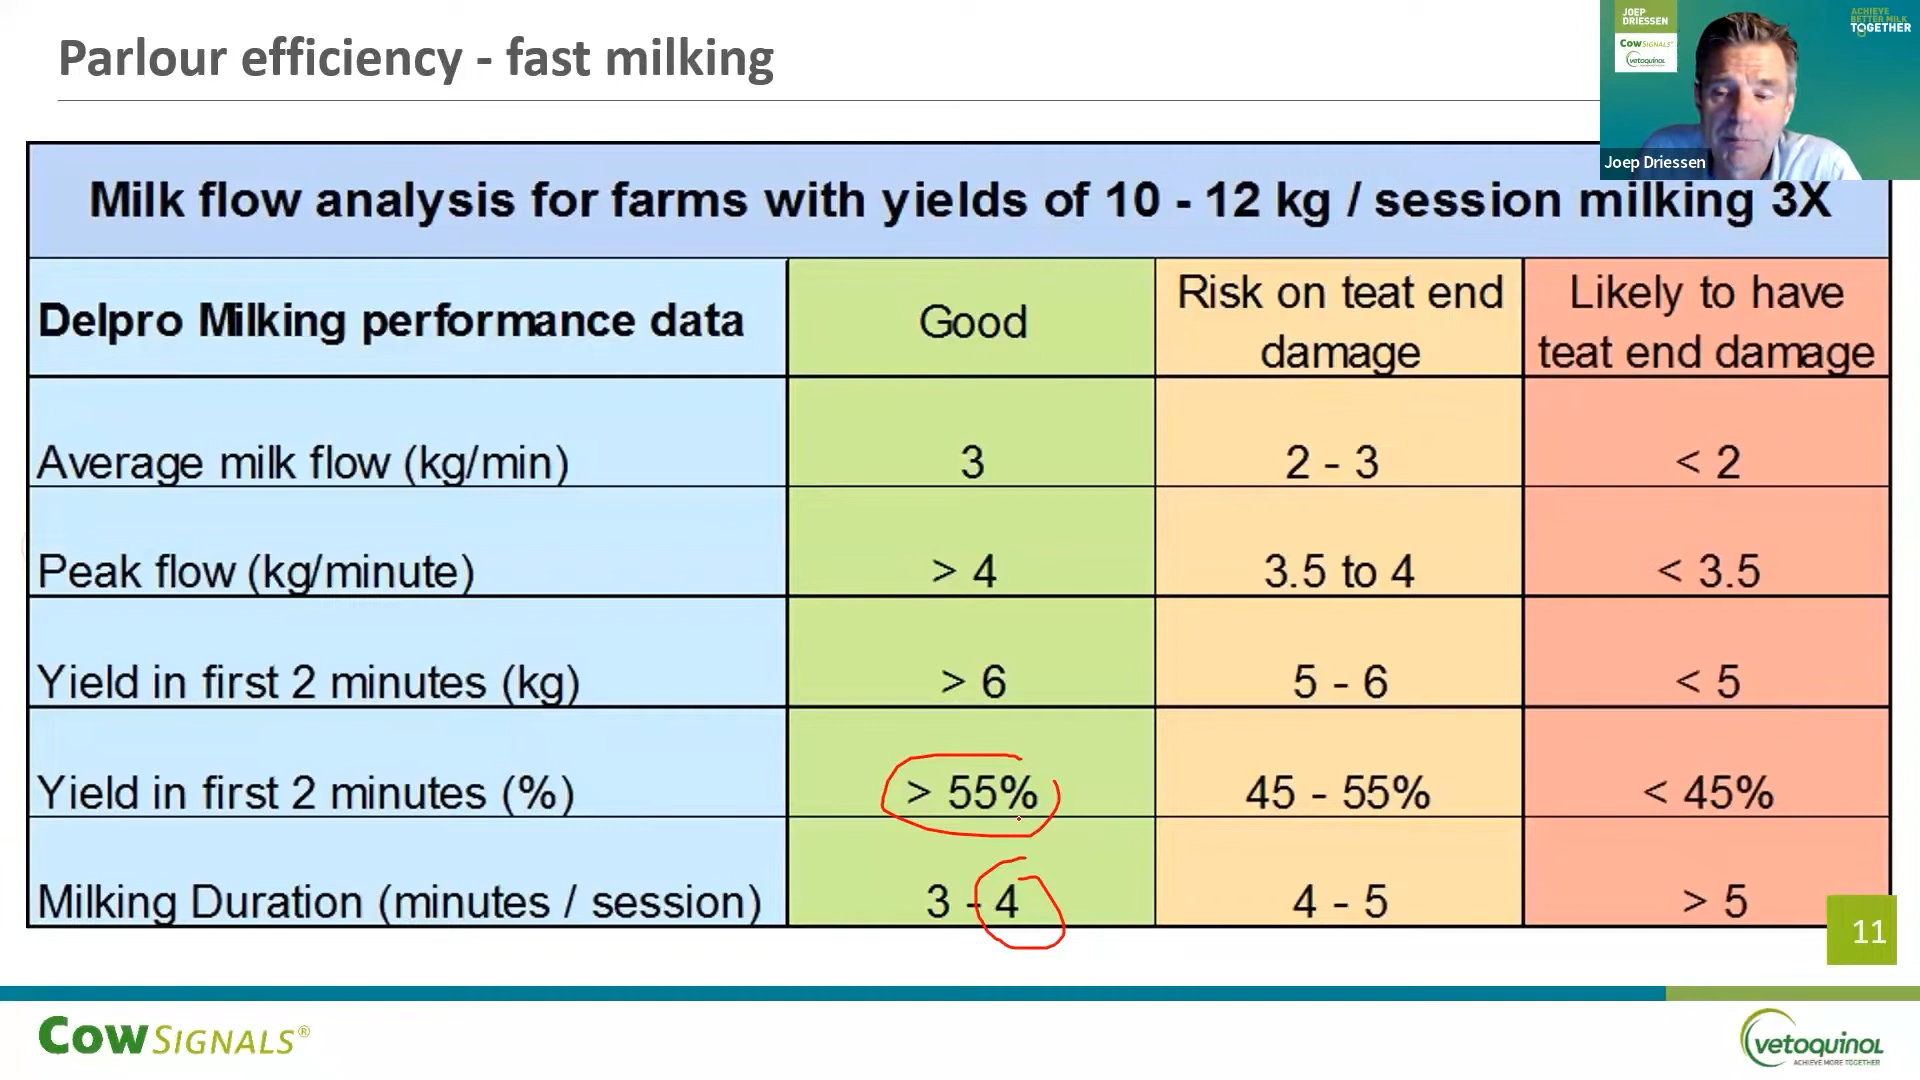 Parlour efficiency - fast milking
JOEP
DRIESSEN
COWSIGNALS
vetoquinol
ACHIEVE
BETTER MILK
TOGETHER
Joep Driessen
Milk flow analysis for farms with yields of 10 - 12 kg / session milking 3X
Delpro Milking performance data
Good
Risk on teat end
damage
Likely to have
teat end damage
Average milk flow (kg/min)
3
2 - 3
< 2
Peak flow (kg/minute)
> 4
3.5 to 4
< 3.5
Yield in first 2 minutes (kg)
> 6
5 - 6
< 5
Yield in first 2 minutes (%)
> 55%
45 - 55%
< 45%
Milking Duration (minutes / session)
3 - 4
4 - 5
> 5
11
COWSIGNALS®
vetoquinol
ACHIEVE MORE TOGETHER